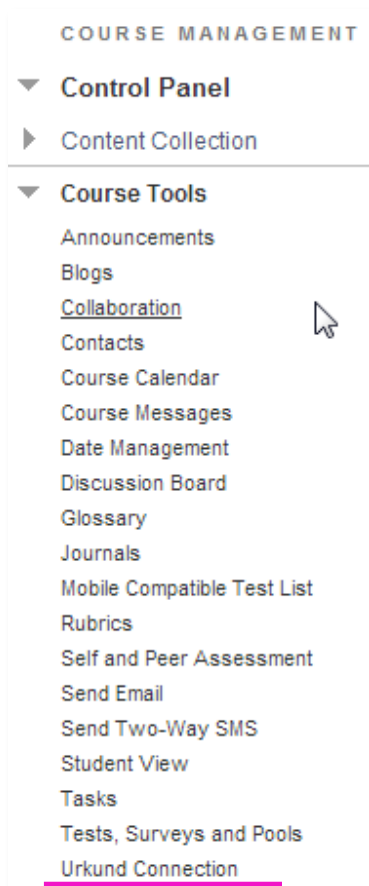 COURSE MANAGEMENT
Control Panel
Content Collection
Course Tools
Announcements
Blogs
Collaboration
Contacts
Course Calendar
Course Messages
Date Management
Discussion Board
Glossary
Journals
Mobile Compatible Test List
Rubrics
Self and Peer Assessment
Send Email
Send Two-Way SMS
Student View
Tasks
Tests, Surveys and Pools
Urkund Connection